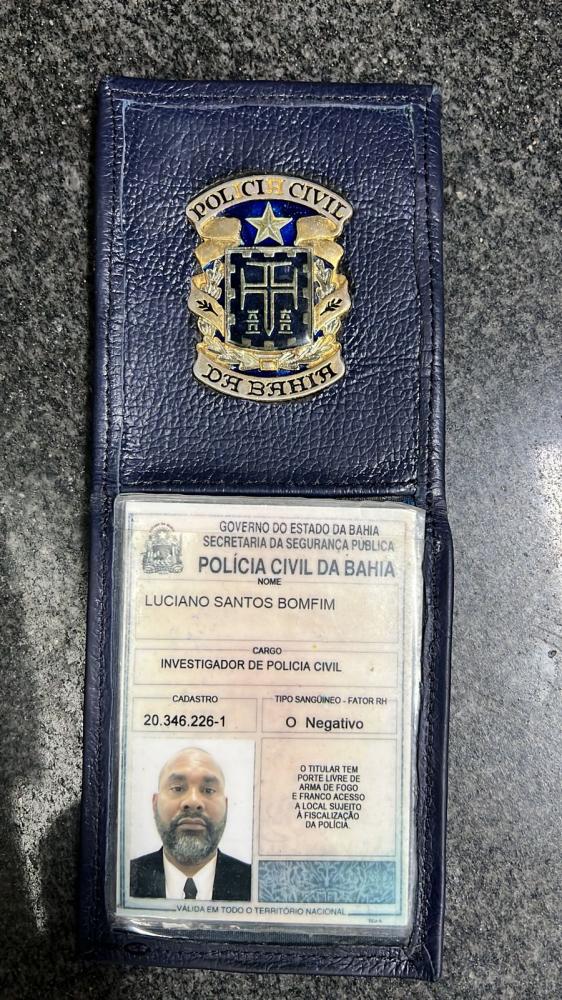 POLICIA CIVIL
DA BAHIA
GOVERNO DO ESTADO DA BAHIA
SECRETARIA DA SEGURANÇA PUBLICA
POLÍCIA CIVIL DA BAHIA
NOME
LUCIANO SANTOS BOMFIM
CARGO
INVESTIGADOR DE POLICIA CIVIL
CADASTRO
20.346.226-1
TIPO SANGÜINEO - FATOR RH
O Negativo
O TITULAR TEM
PORTE LIVRE DE
ARMA DE FOGO
E FRANCO ACESSO
A LOCAL SUJEITO
À FISCALIZAÇÃO
DA POLÍCIA.
VÁLIDA EM TODO O TERRITÓRIO NACIONAL